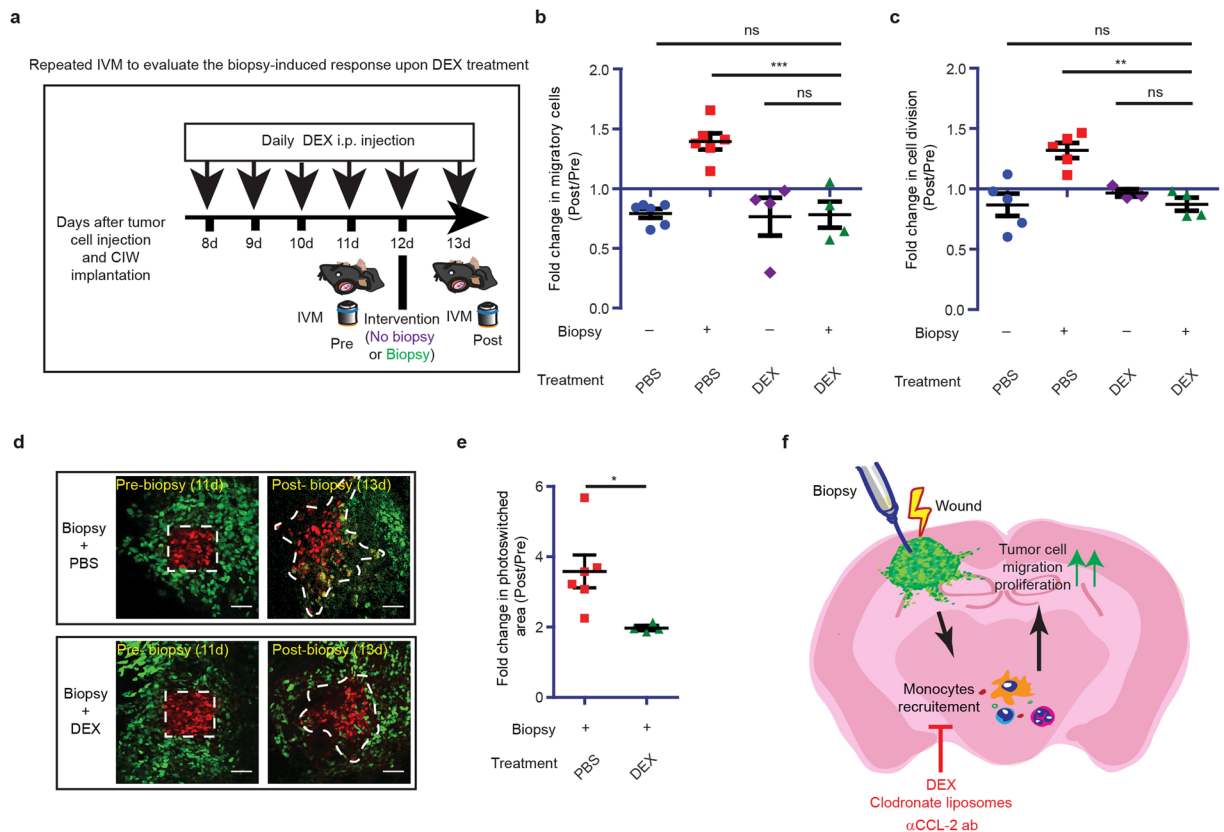 a
Repeated IVM to evaluate the biopsy-induced response upon DEX treatment
Daily DEX i.p. injection
Days after tumor
cell injection
and CIW
implantation
8d 9d 10d 11d 12d 13d
IVM
Pre
Intervention
(No biopsy
or Biopsy)
IVM
Post
b
ns
***
ns
Fold change in migratory cells
(Post/Pre)
2.0
1.5
1.0
0.5
0.0
Biopsy – + – +
Treatment PBS PBS DEX DEX
c
ns
**
ns
Fold change in cell division
(Post/Pre)
2.0
1.5
1.0
0.5
0.0
– + – +
PBS PBS DEX DEX
d
Biopsy
+
PBS
Pre-biopsy (11d)
Post- biopsy (13d)
Biopsy
+
DEX
Pre- biopsy (11d)
Post-biopsy (13d)
e
*
Fold change in photoswitched
area (Post/Pre)
6
4
2
0
Biopsy + +
Treatment PBS DEX
f
Biopsy
Wound
Tumor cell
migration
proliferation
Monocytes
recruitment
DEX
Clodronate liposomes
αCCL-2 ab